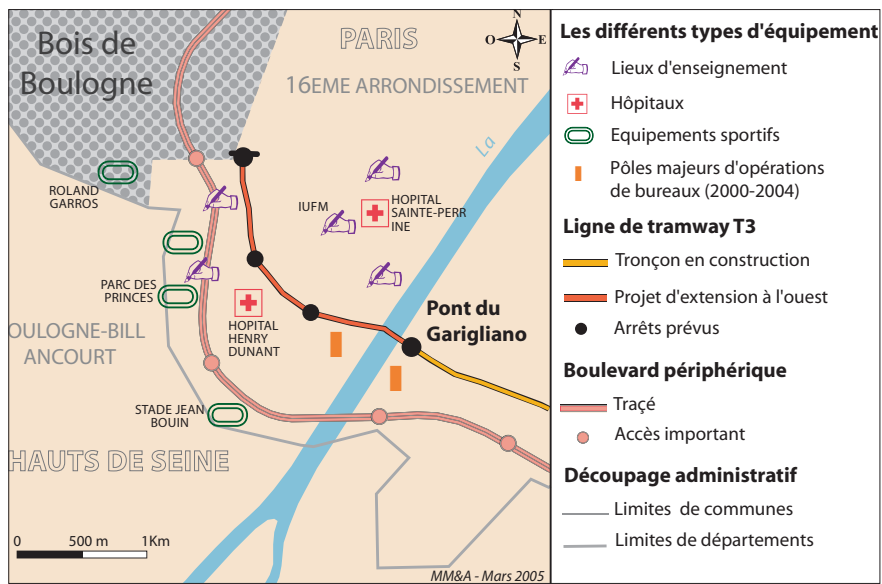 Bois de
Boulogne
PARIS
16EME ARRONDISSEMENT
N
O
E
S
La
ROLAND
GARROS
IUFM
HOPITAL
SAINTE-PERR
INE
PARC DES
PRINCES
HOPITAL
HENRY
DUNANT
Pont du
Garigliano
OULOGNE-BILL
ANCOURT
STADE JEAN
BOUIN
HAUTS DE SEINE
0 500 m 1Km
MM&A - Mars 2005
Les différents types d'équipement
Lieux d'enseignement
Hôpitaux
Equipements sportifs
Pôles majeurs d'opérations
de bureaux (2000-2004)
Ligne de tramway T3
Tronçon en construction
Projet d'extension à l'ouest
Arrêts prévus
Boulevard périphérique
Traçé
Accès important
Découpage administratif
Limites de communes
Limites de départements